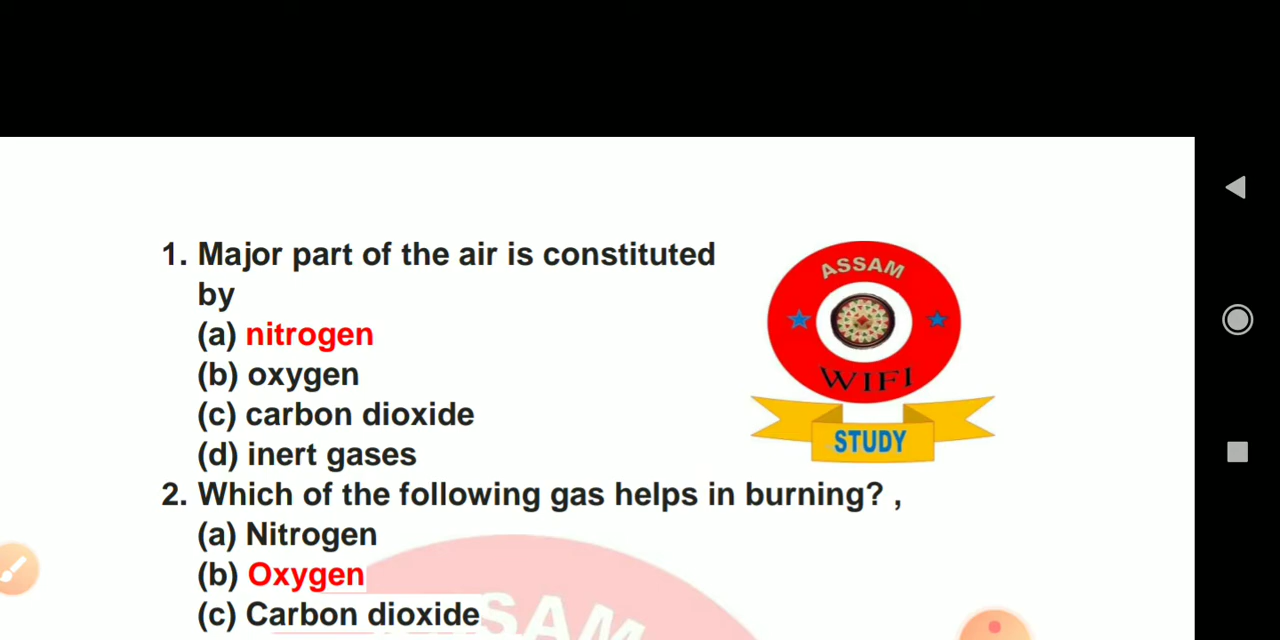 1. Major part of the air is constituted
by
(a) nitrogen
(b) oxygen
(c) carbon dioxide
(d) inert gases
ASSAM
WIFI
STUDY
2. Which of the following gas helps in burning? ,
(a) Nitrogen
(b) Oxygen
(c) Carbon dioxide
SAM